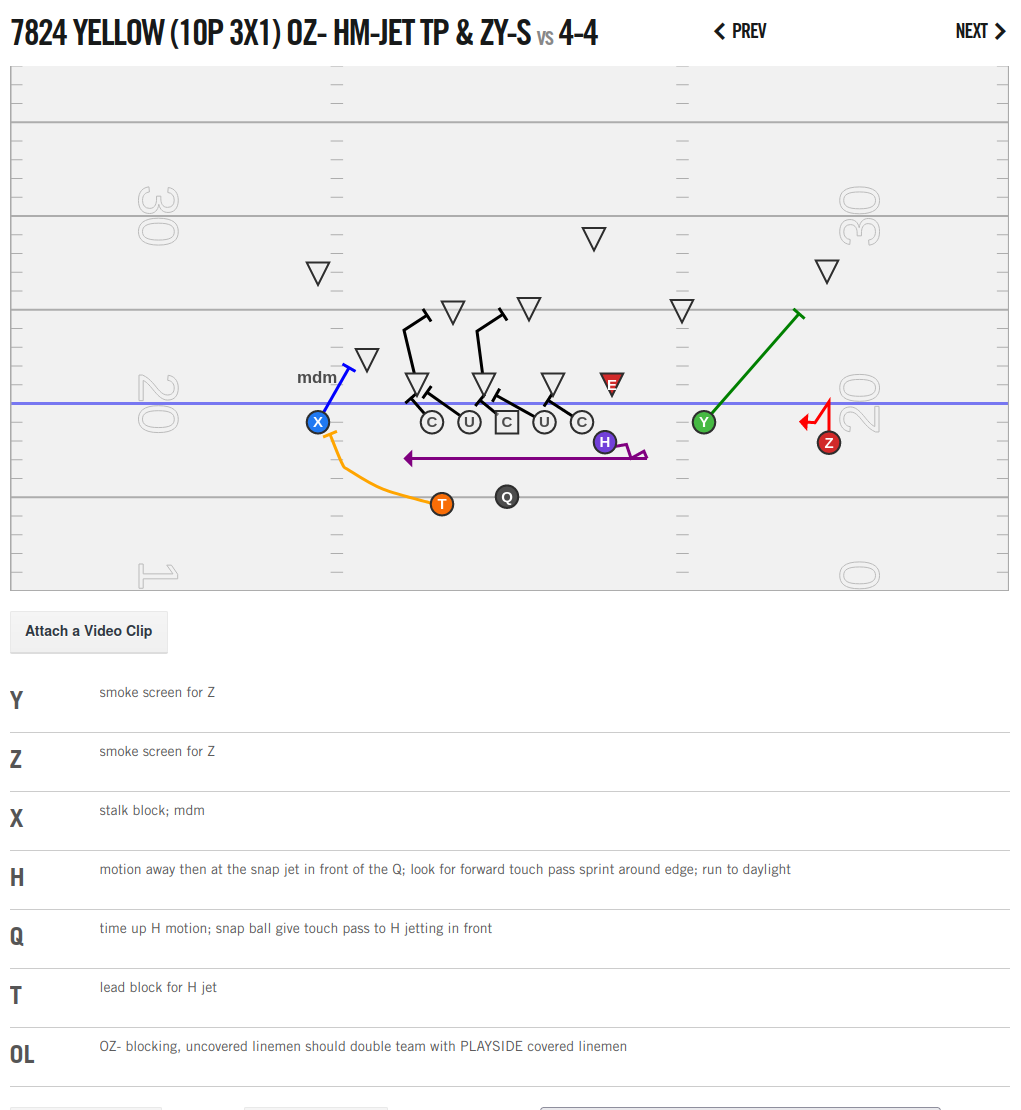 7824 YELLOW (10P 3X1) OZ- HM-JET TP & ZY-S vs 4-4
PREV
NEXT
30
30
mdm
E
20
20
X
C
U
C
U
C
H
Y
Z
T
Q
1
0
Attach a Video Clip
Y
smoke screen for Z
Z
smoke screen for Z
X
stalk block; mdm
H
motion away then at the snap jet in front of the Q; look for forward touch pass sprint around edge; run to daylight
Q
time up H motion; snap ball give touch pass to H jetting in front
T
lead block for H jet
OL
OZ- blocking, uncovered linemen should double team with PLAYSIDE covered linemen